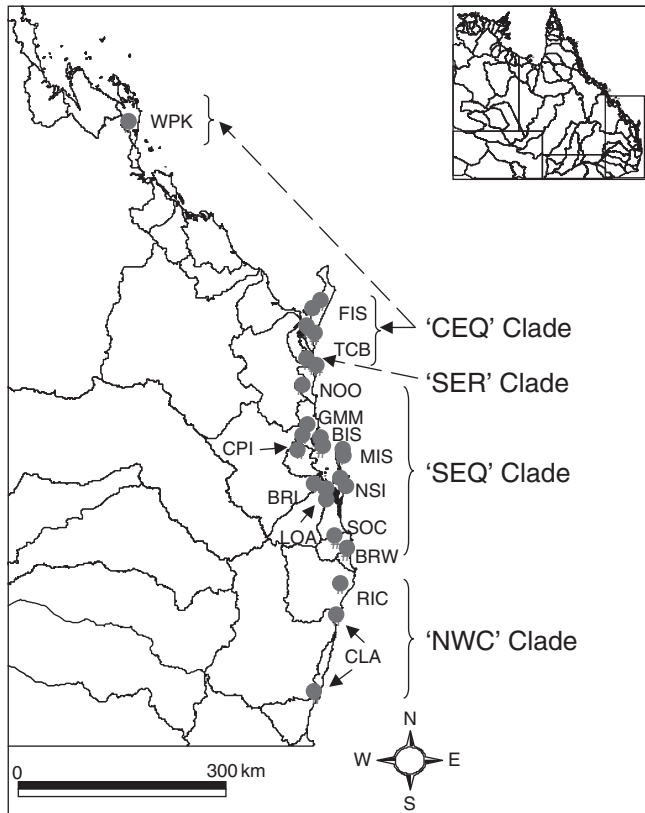 WPK
FIS
'CEQ' Clade
TCB
'SER' Clade
NOO
GMM
BIS
CPI
MIS
'SEQ' Clade
BRI
NSI
LOA
SOC
BRW
RIC
'NWC' Clade
CLA
N
W E
S
0 300 km